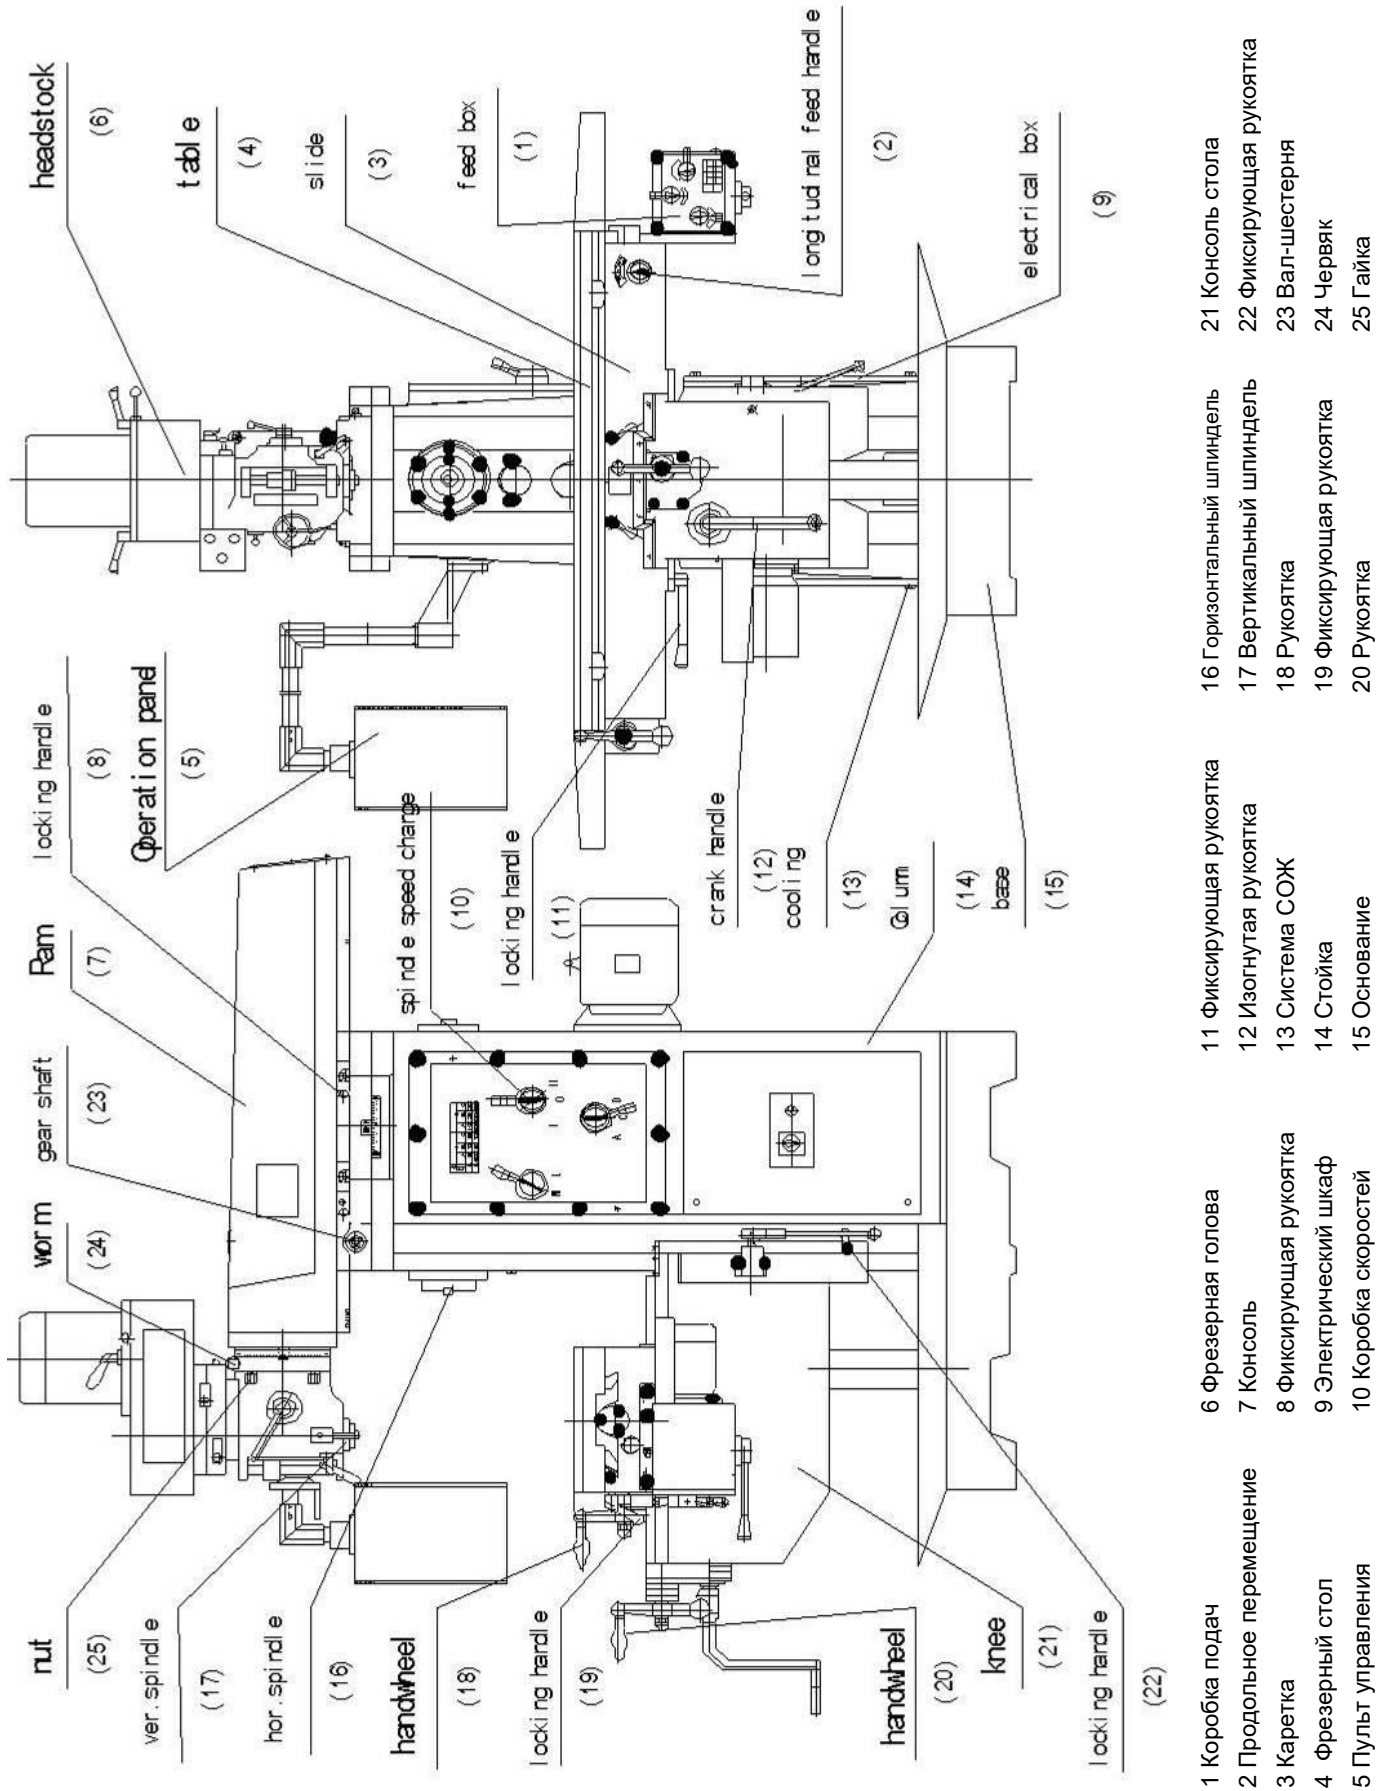 nut
(25)
worm
(24)
gear shaft
(23)
Ram
(7)
locking handle
(8)
headstock
(6)
ver.spindle
(17)
Operation panel
(5)
table
(4)
hor.spindle
(16)
slide
(3)
handwheel
(18)
spindle speed change
(10)
feed box
(1)
locking handle
(19)
locking handle
(11)
I O II
M L
A C D
crank handle
(12)
longitudinal feed handle
(2)
cooling
(13)
handwheel
(20)
Colum
(14)
knee
(21)
base
(15)
electrical box
(9)
locking handle
(22)
1 Коробка подач
2 Продольное перемещение
3 Каретка
4 Фрезерный стол
5 Пульт управления
6 Фрезерная голова
7 Консоль
8 Фиксирующая рукоятка
9 Электрический шкаф
10 Коробка скоростей
11 Фиксирующая рукоятка
12 Изогнутая рукоятка
13 Система СОЖ
14 Стойка
15 Основание
16 Горизонтальный шпиндель
17 Вертикальный шпиндель
18 Рукоятка
19 Фиксирующая рукоятка
20 Рукоятка
21 Консоль стола
22 Фиксирующая рукоятка
23 Вал-шестерня
24 Червяк
25 Гайка